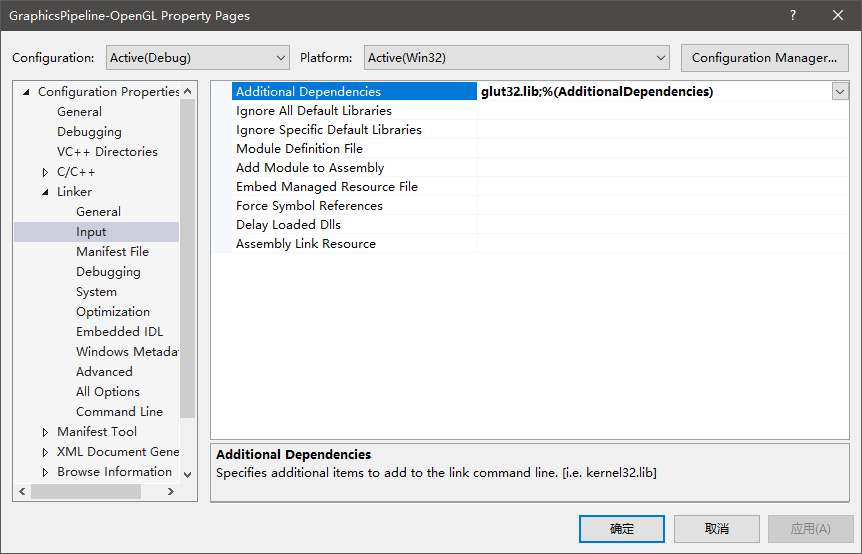 GraphicsPipeline-OpenGL Property Pages
?
Configuration: Active(Debug) Platform: Active(Win32) Configuration Manager...
Configuration Properties
General
Debugging
VC++ Directories
C/C++
Linker
General
Input
Manifest File
Debugging
System
Optimization
Embedded IDL
Windows Metada
Advanced
All Options
Command Line
Manifest Tool
XML Document Gene
Browse Information
Additional Dependencies glut32.lib;%(AdditionalDependencies)
Ignore All Default Libraries
Ignore Specific Default Libraries
Module Definition File
Add Module to Assembly
Embed Managed Resource File
Force Symbol References
Delay Loaded Dlls
Assembly Link Resource
Additional Dependencies
Specifies additional items to add to the link command line. [i.e. kernel32.lib]
确定 取消 应用(A)